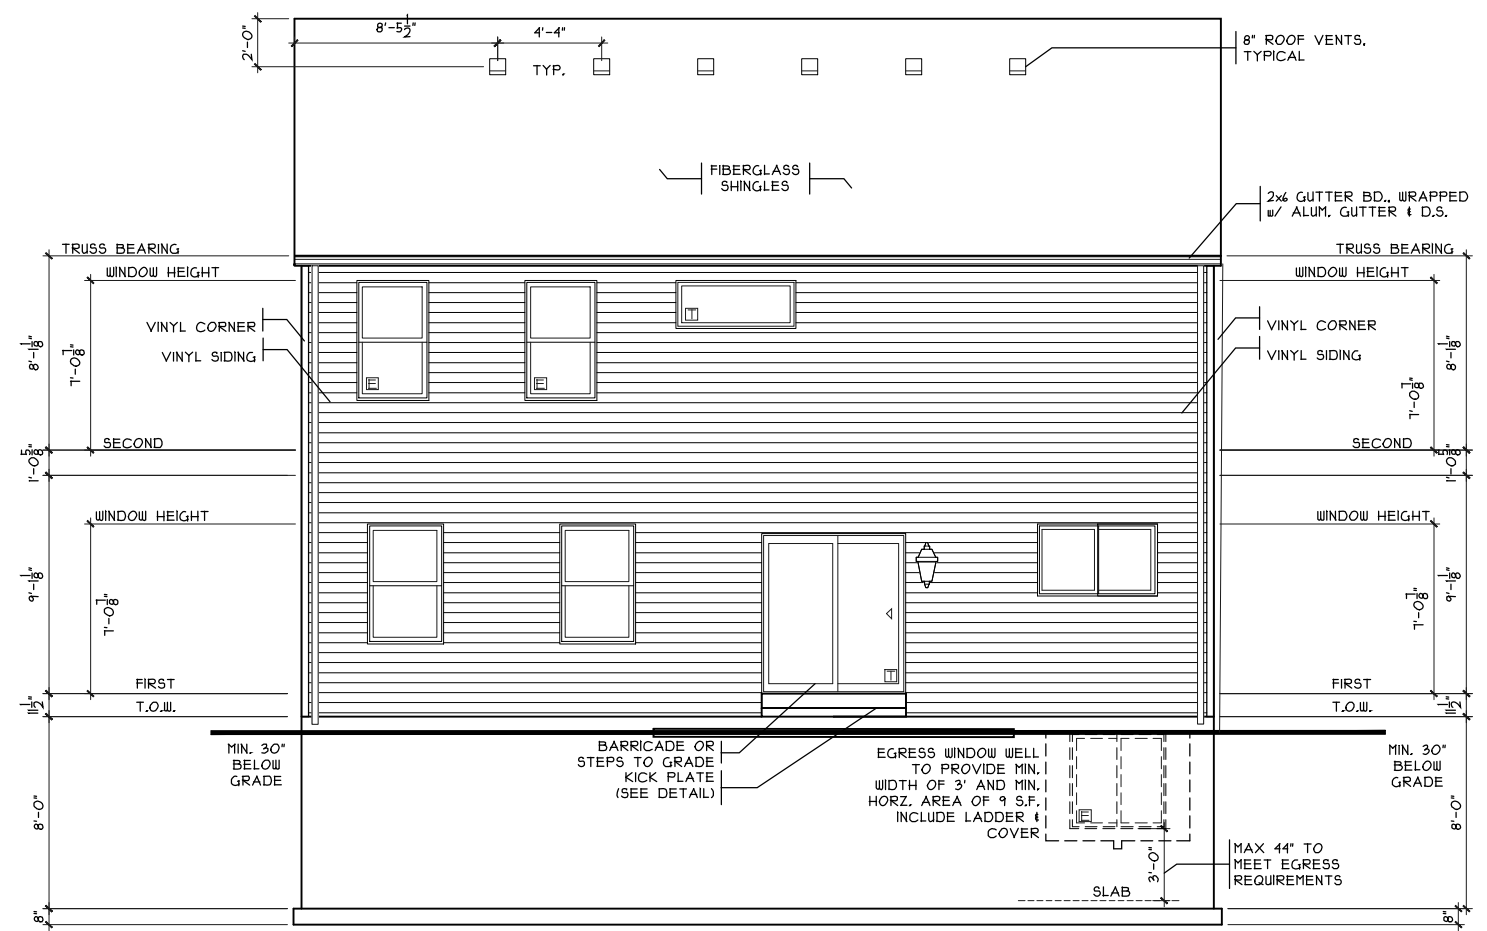 2'-0"
8'-5 1/2"
4'-4"
TYP.
8" ROOF VENTS,
TYPICAL
FIBERGLASS
SHINGLES
2x6 GUTTER BD., WRAPPED
w/ ALUM. GUTTER & D.S.
TRUSS BEARING
WINDOW HEIGHT
VINYL CORNER
VINYL SIDING
8'-1 1/8"
7'-0 7/8"
SECOND
1'-0 5/8"
WINDOW HEIGHT
9'-1 1/8"
7'-0 7/8"
FIRST
T.O.W.
11 1/2"
T
E
E
T
TRUSS BEARING
WINDOW HEIGHT
VINYL CORNER
VINYL SIDING
8'-1 1/8"
7'-0 7/8"
SECOND
1'-0 5/8"
WINDOW HEIGHT
9'-1 1/8"
7'-0 7/8"
FIRST
T.O.W.
11 1/2"
MIN. 30"
BELOW
GRADE
8'-0"
8"
BARRICADE OR
STEPS TO GRADE
KICK PLATE
(SEE DETAIL)
EGRESS WINDOW WELL
TO PROVIDE MIN.
WIDTH OF 3' AND MIN.
HORZ. AREA OF 9 S.F.
INCLUDE LADDER &
COVER
E
3'-0"
SLAB
MAX 44" TO
MEET EGRESS
REQUIREMENTS
MIN. 30"
BELOW
GRADE
8'-0"
8"